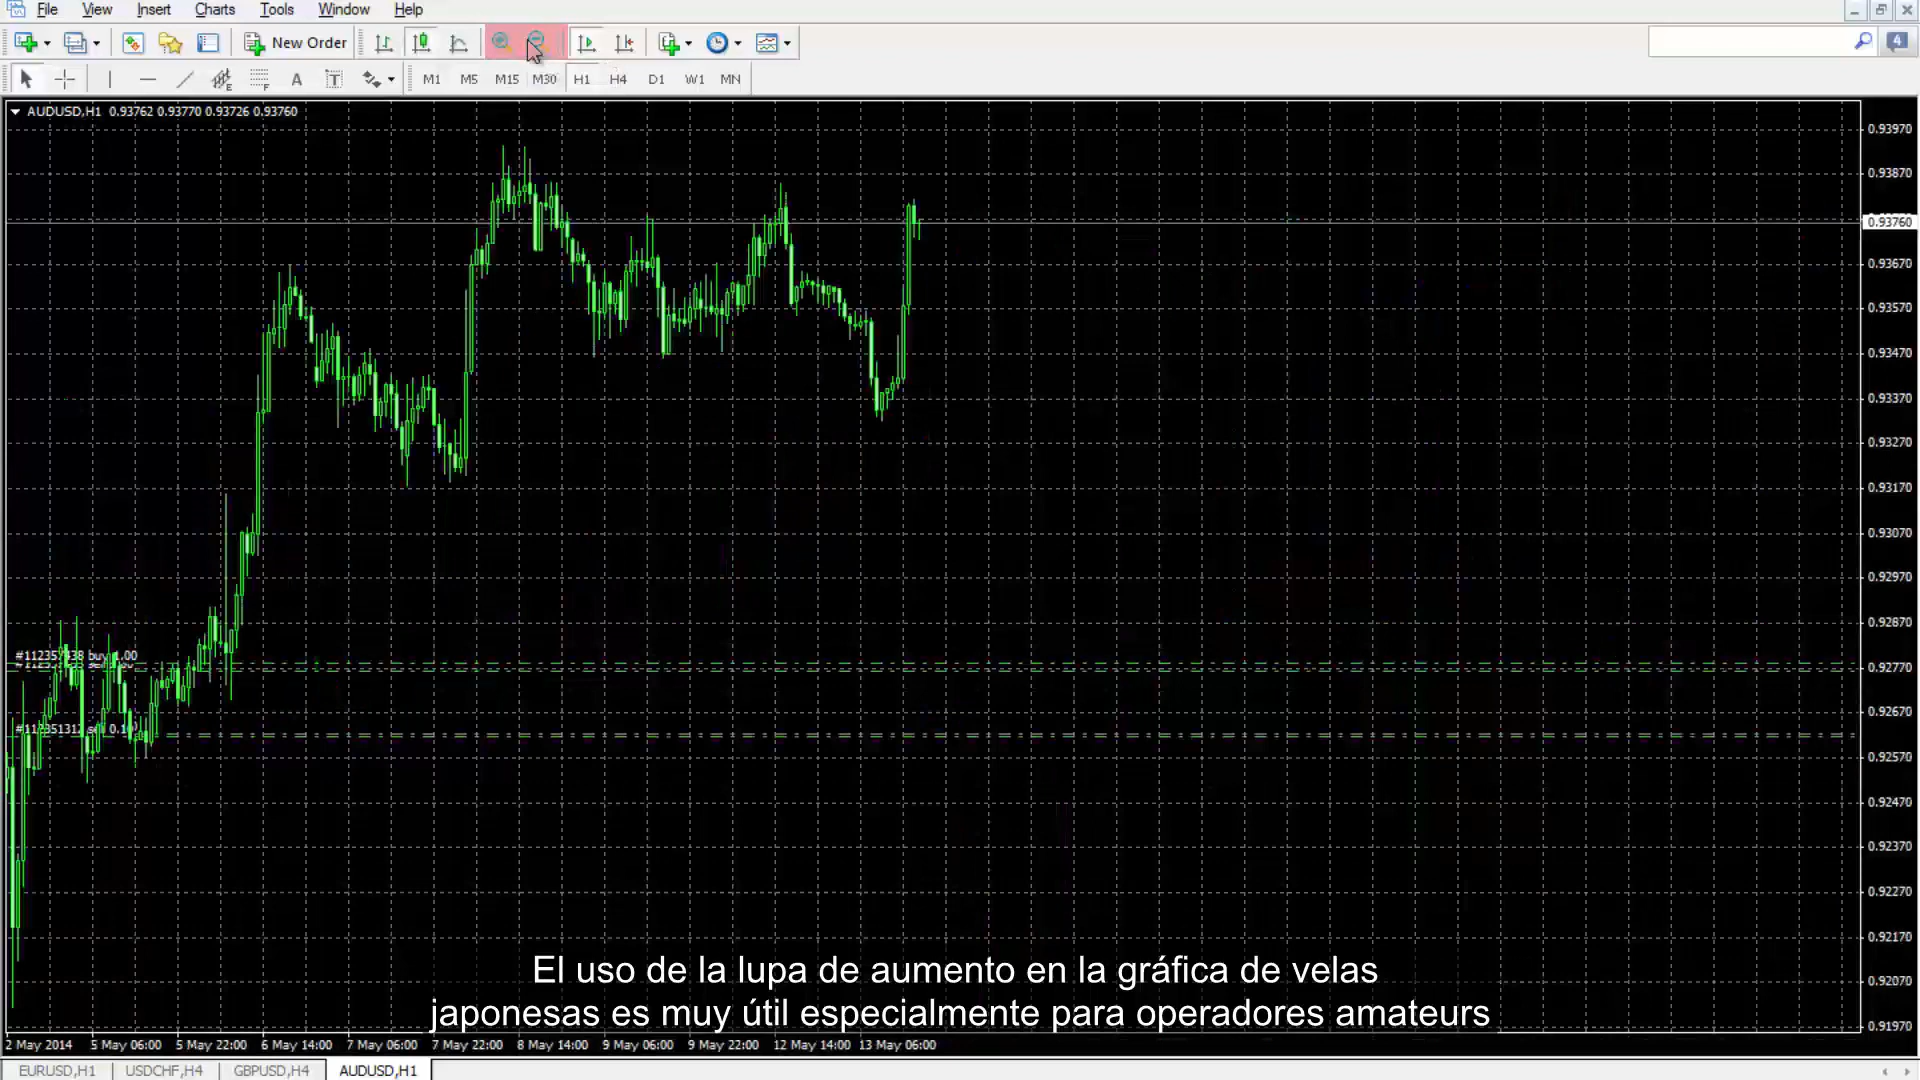 File View Insert Charts Tools Window Help
New Order
4
A T M1 M5 M15 M30 H1 H4 D1 W1 MN
AUDUSD,H1 0.93762 0.93770 0.93726 0.93760
0.93970
0.93870
0.93760
0.93670
0.93570
0.93470
0.93370
0.93270
0.93170
0.93070
0.92970
0.92870
buy 1.00
0.92770
0.92670
0.92570
0.92470
0.92370
0.92270
0.92170
0.92070
0.91970
El uso de la lupa de aumento en la gráfica de velas
japonesas es muy útil especialmente para operadores amateurs
2 May 2014 5 May 06:00 5 May 22:00 6 May 14:00 7 May 06:00 7 May 22:00 8 May 14:00 9 May 06:00 9 May 22:00 12 May 14:00 13 May 06:00
EURUSD,H1 USDCHF,H4 GBPUSD,H4 AUDUSD,H1